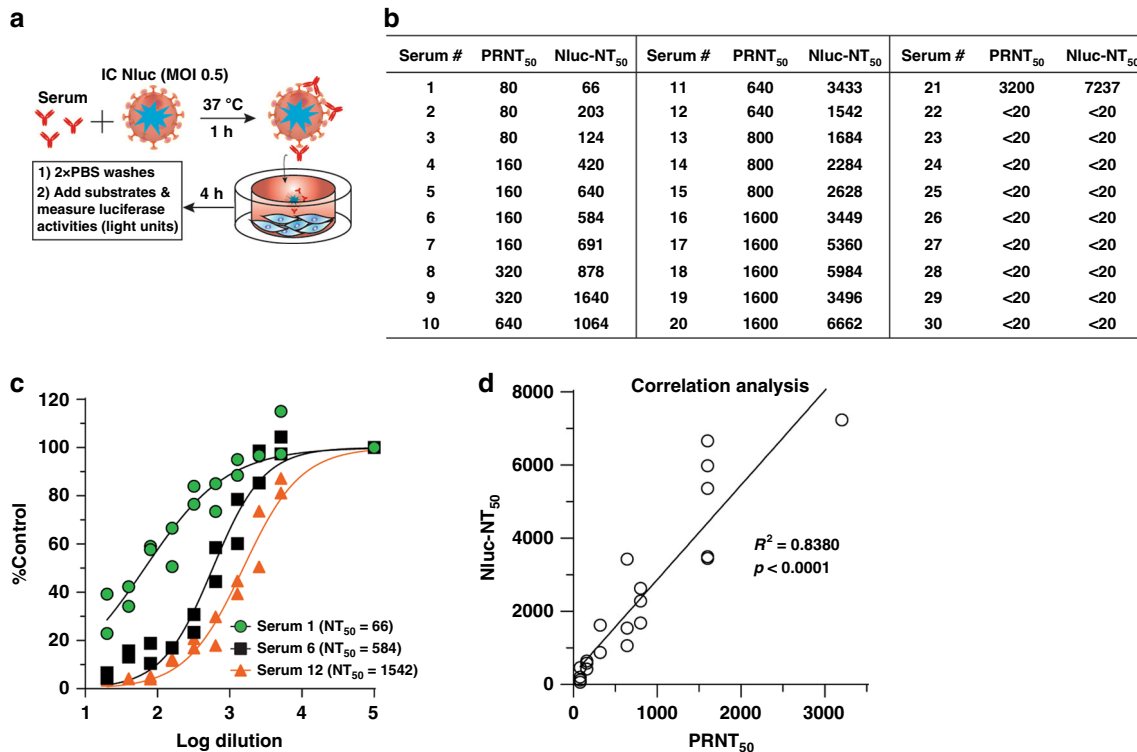 a
IC Nluc (MOI 0.5)
Serum
37 °C
1 h
1) 2×PBS washes
2) Add substrates &
measure luciferase
activities (light units)
4 h
b
Serum # PRNT50 Nluc-NT50 Serum # PRNT50 Nluc-NT50 Serum # PRNT50 Nluc-NT50
1 80 66 11 640 3433 21 3200 7237
2 80 203 12 640 1542 22 <20 <20
3 80 124 13 800 1684 23 <20 <20
4 160 420 14 800 2284 24 <20 <20
5 160 640 15 800 2628 25 <20 <20
6 160 584 16 1600 3449 26 <20 <20
7 160 691 17 1600 5360 27 <20 <20
8 320 878 18 1600 5984 28 <20 <20
9 320 1640 19 1600 3496 29 <20 <20
10 640 1064 20 1600 6662 30 <20 <20
c
120
100
80
60
40
20
0
%Control
1 2 3 4 5
Log dilution
Serum 1 (NT50 = 66)
Serum 6 (NT50 = 584)
Serum 12 (NT50 = 1542)
d
Correlation analysis
8000
6000
4000
2000
0
Nluc-NT50
R² = 0.8380
p < 0.0001
0 1000 2000 3000
PRNT50